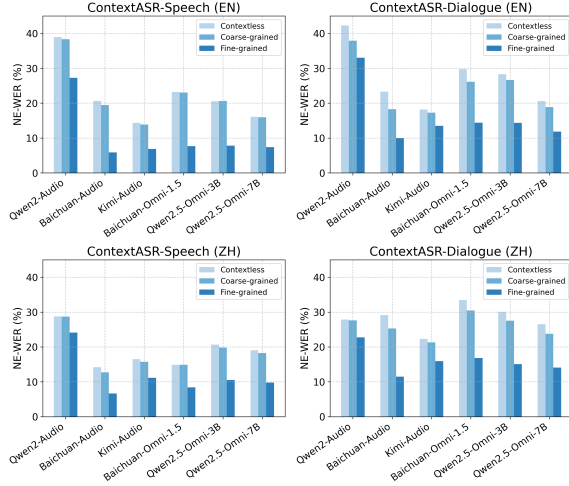 ContextASR-Speech (EN)
NE-WER (%)
40
30
20
10
0
Contextless
Coarse-grained
Fine-grained
Qwen2-Audio
Baichuan-Audio
Kimi-Audio
Baichuan-Omni-1.5
Qwen2.5-Omni-3B
Qwen2.5-Omni-7B
ContextASR-Dialogue (EN)
NE-WER (%)
40
30
20
10
0
Contextless
Coarse-grained
Fine-grained
Qwen2-Audio
Baichuan-Audio
Kimi-Audio
Baichuan-Omni-1.5
Qwen2.5-Omni-3B
Qwen2.5-Omni-7B
ContextASR-Speech (ZH)
NE-WER (%)
40
30
20
10
0
Contextless
Coarse-grained
Fine-grained
Qwen2-Audio
Baichuan-Audio
Kimi-Audio
Baichuan-Omni-1.5
Qwen2.5-Omni-3B
Qwen2.5-Omni-7B
ContextASR-Dialogue (ZH)
NE-WER (%)
40
30
20
10
0
Contextless
Coarse-grained
Fine-grained
Qwen2-Audio
Baichuan-Audio
Kimi-Audio
Baichuan-Omni-1.5
Qwen2.5-Omni-3B
Qwen2.5-Omni-7B